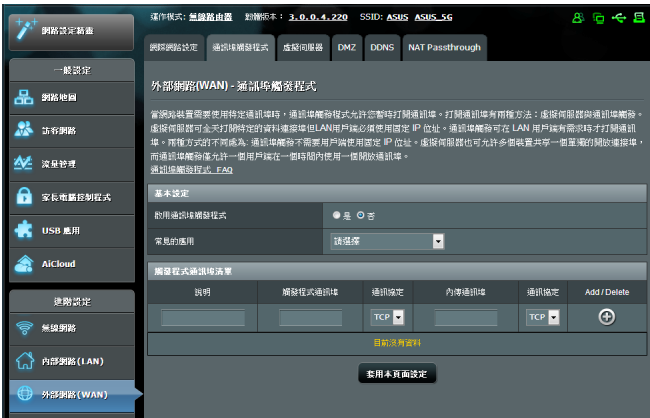 網路設定精靈
一般設定
網路地圖
訪客網路
流量管理
家長電腦控制程式
USB 應用
AiCloud
進階設定
無線網路
內部網路(LAN)
外部網路(WAN)
運作模式: 無線路由器 韌體版本: 3.0.0.4.220 SSID: ASUS ASUS_5G
網際網路設定 通訊埠觸發程式 虛擬伺服器 DMZ DDNS NAT Passthrough
外部網路(WAN) - 通訊埠觸發程式
當網路裝置需要使用特定通訊埠時，通訊埠觸發程式允許您暫時打開通訊埠。打開通訊埠有兩種方法：虛擬伺服器與通訊埠觸發。
虛擬伺服器可全天打開特定的資料連接埠但LAN用戶端必須使用固定 IP 位址。通訊埠觸發可在 LAN 用戶端有需求時才打開通訊
埠。兩種方式的不同處為: 通訊埠觸發不需要用戶端使用固定 IP 位址。虛擬伺服器也可允許多個裝置共享一個單獨的開放連接埠，
而通訊埠觸發僅允許一個用戶端在一個時間內使用一個開放通訊埠。
通訊埠觸發程式 FAQ
基本設定
啟用通訊埠觸發程式 是 否
常見的應用 請選擇
觸發程式通訊埠清單
說明 觸發程式通訊埠 通訊協定 內傳通訊埠 通訊協定 Add / Delete
TCP TCP
目前沒有資料
套用本頁面設定